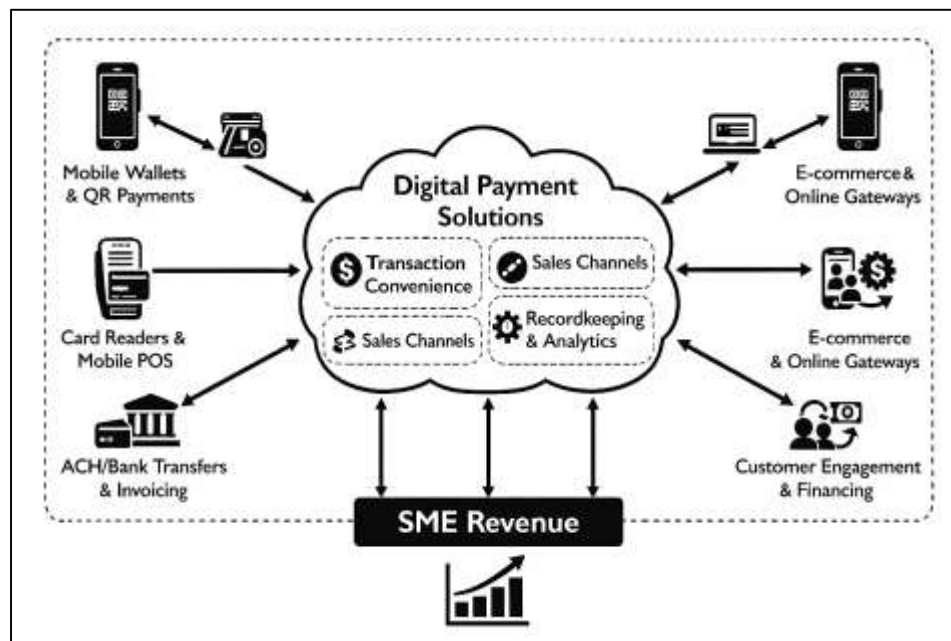 Mobile Wallets
& QR Payments
Card Readers &
Mobile POS
ACH/Bank Transfers
& Invoicing
Digital Payment
Solutions
Transaction
Convenience
Sales Channels
Sales Channels
Recordkeeping
& Analytics
E-commerce &
Online Gateways
E-commerce
& Online Gateways
Customer Engagement
& Financing
SME Revenue